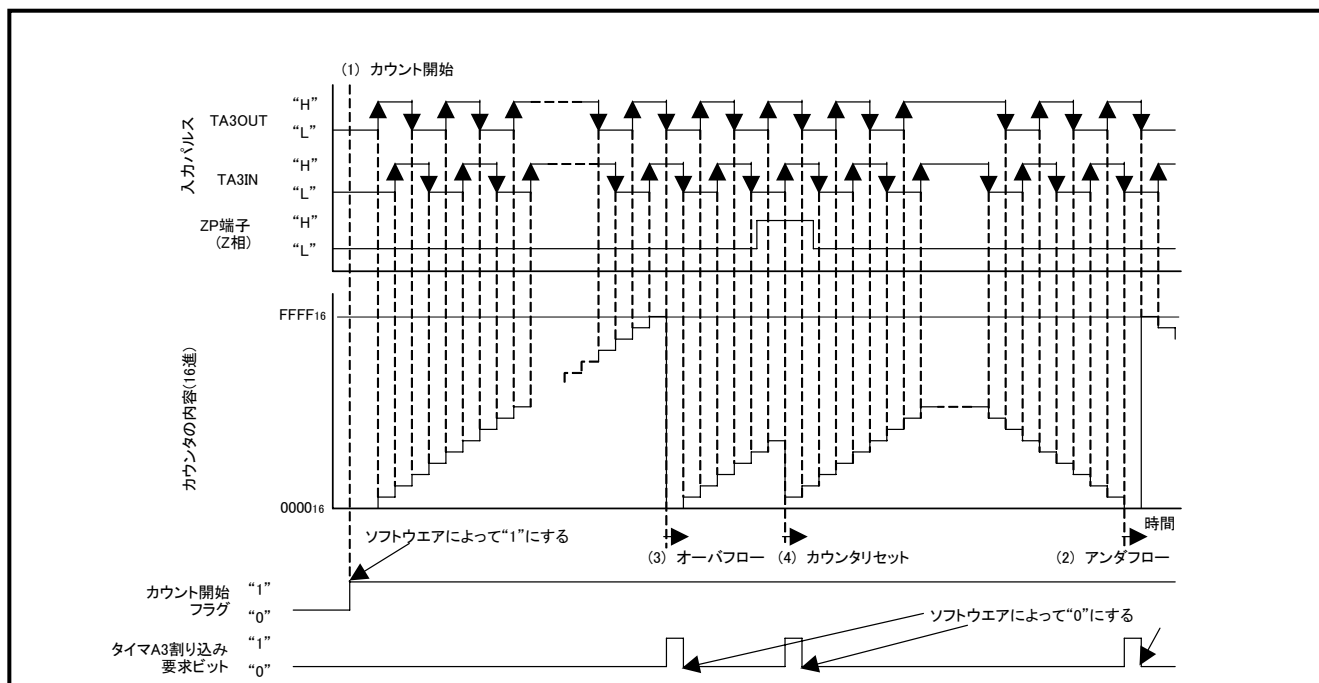 (1) カウント開始
入力パルス
TA3OUT
“H”
“L”
TA3IN
“H”
“L”
ZP端子
(Z相)
“H”
“L”
カウンタの内容(16進)
FFFF16
000016
時間
ソフトウエアによって“1”にする
(3) オーバフロー
(4) カウンタリセット
(2) アンダフロー
カウント開始
フラグ
“1”
“0”
ソフトウエアによって“0”にする
タイマA3割り込み
要求ビット
“1”
“0”